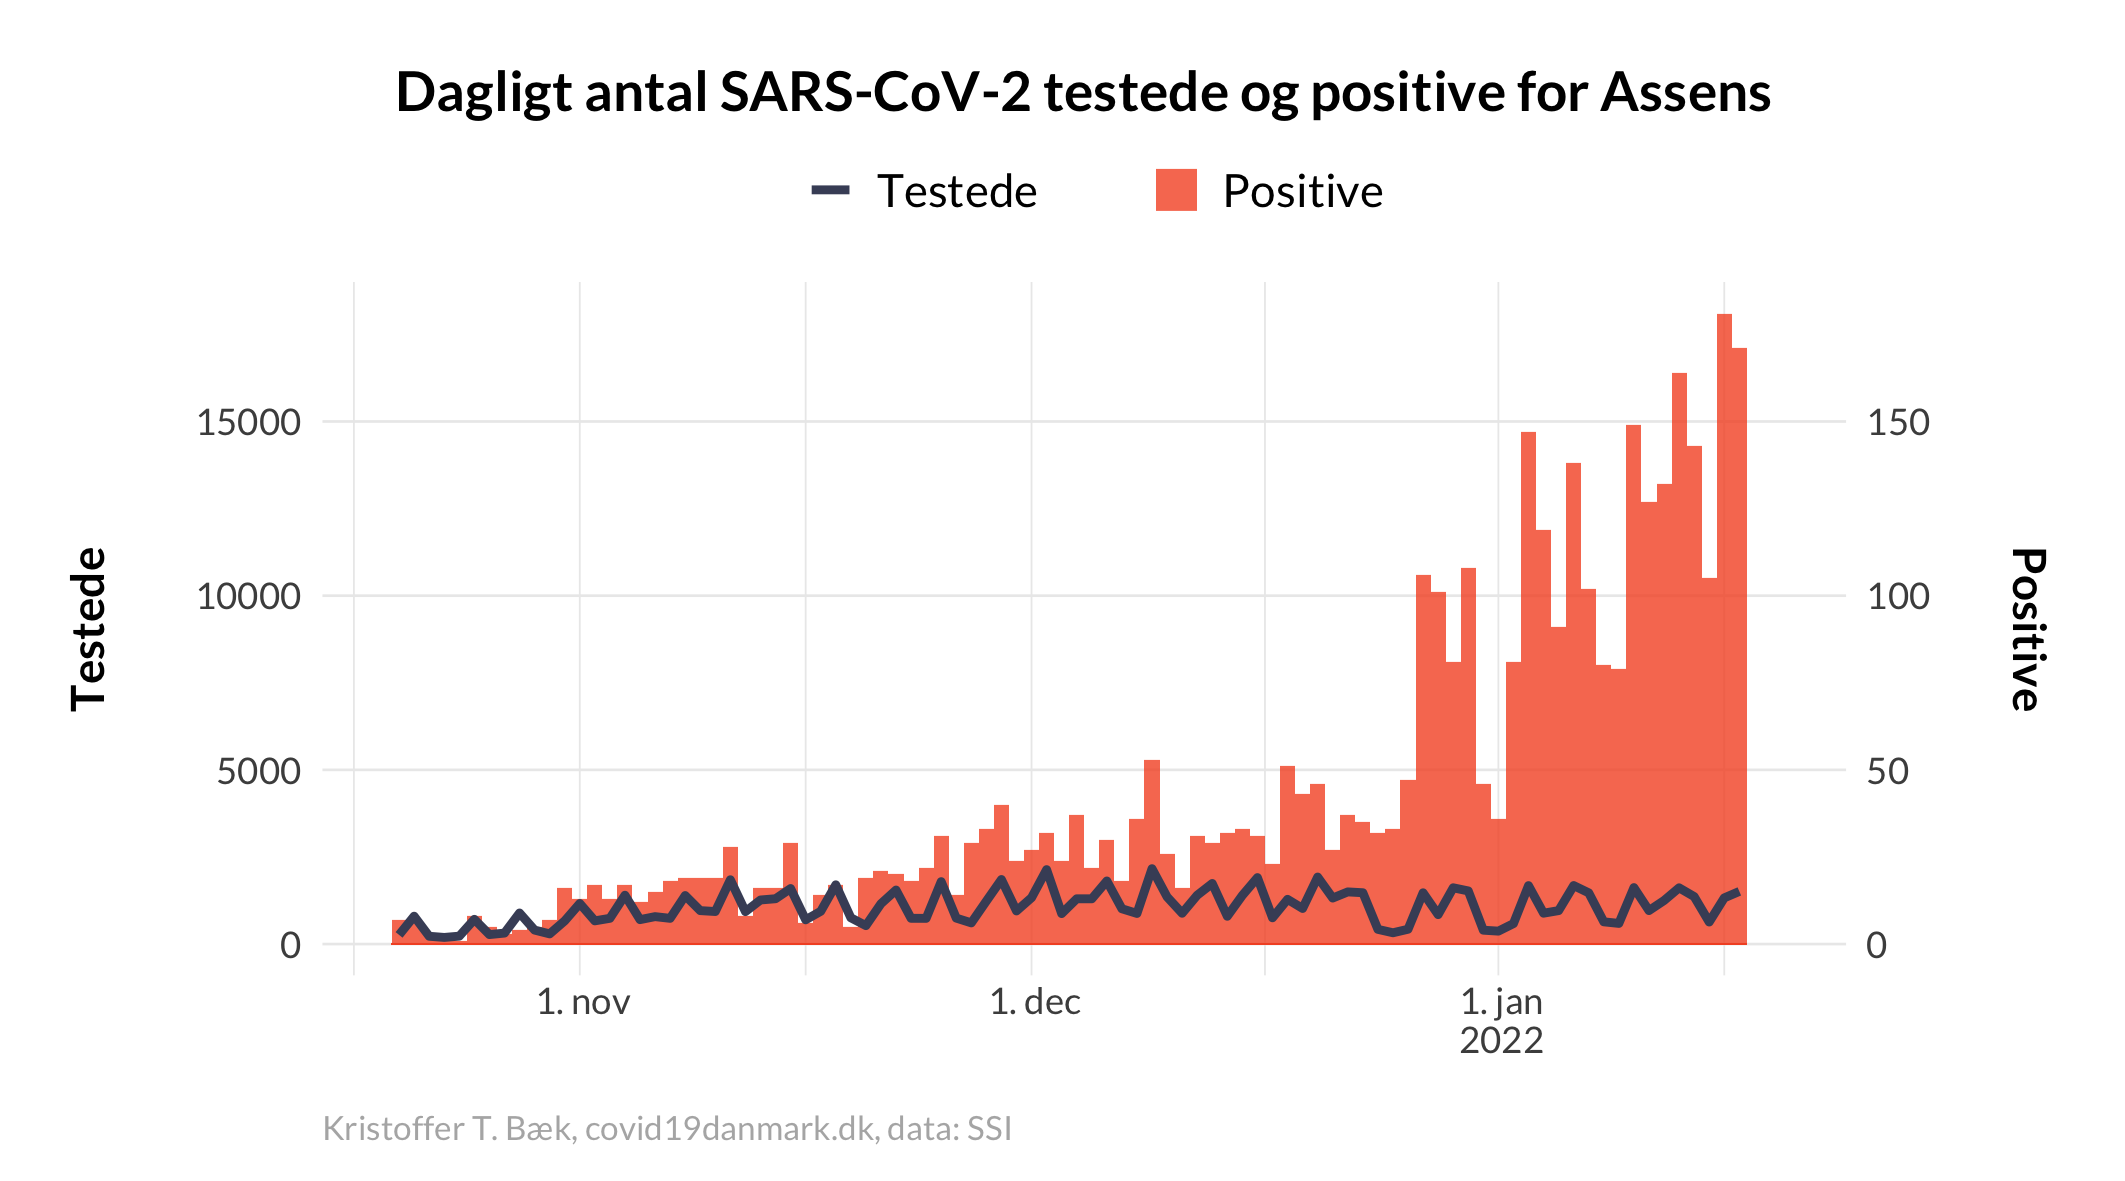 Dagligt antal SARS-CoV-2 testede og positive for Assens
Testede
Positive
15000
10000
5000
0
150
100
50
0
Testede
Positive
1. nov
1. dec
1. jan
2022
Kristoffer T. Bæk, covid19danmark.dk, data: SSI